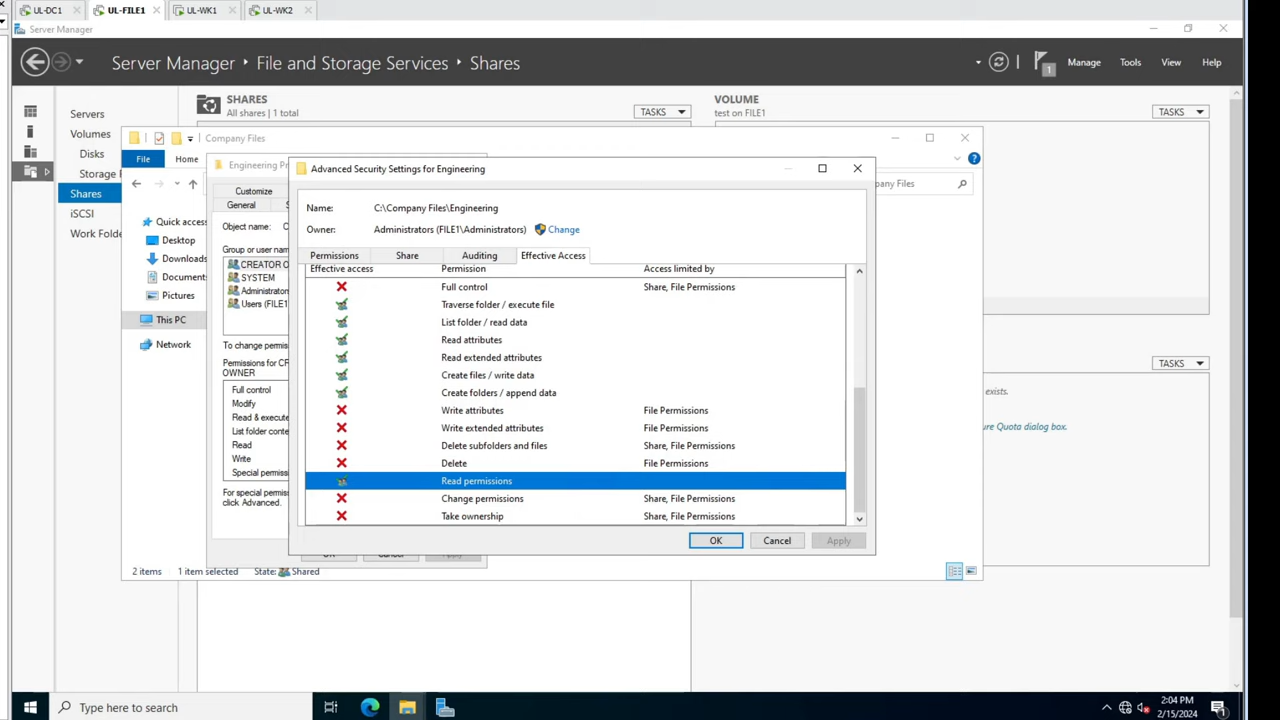 UL-DC1
UL-FILE1
UL-WK1
UL-WK2
Server Manager
Server Manager
File and Storage Services
Shares
1
Manage
Tools
View
Help
Servers
Volumes
Disks
Storage P
Shares
iSCSI
Work Folde
SHARES
All shares | 1 total
TASKS
VOLUME
test on FILE1
TASKS
TASKS
exists.
ure Quota dialog box.
Company Files
File
Home
pany Files
Quick access
Desktop
Downloads
Documents
Pictures
This PC
Network
2 items
1 item selected
State:
Shared
Engineering Pr
Customize
General
S
Object name:
C
Group or user nam
CREATOR O
SYSTEM
Administrato
Users (FILE1
To change permis
Permissions for CR
OWNER
Full control
Modify
Read & execute
List folder conte
Read
Write
Special permiss
For special permis
click Advanced.
Advanced Security Settings for Engineering
Name:
C:\Company Files\Engineering
Owner:
Administrators (FILE1\Administrators)
Change
Permissions
Share
Auditing
Effective Access
Effective access
Permission
Access limited by
Full control
Share, File Permissions
Traverse folder / execute file
List folder / read data
Read attributes
Read extended attributes
Create files / write data
Create folders / append data
Write attributes
File Permissions
Write extended attributes
File Permissions
Delete subfolders and files
Share, File Permissions
Delete
File Permissions
Read permissions
Change permissions
Share, File Permissions
Take ownership
Share, File Permissions
OK
Cancel
Apply
Type here to search
2:04 PM
2/15/2024
1